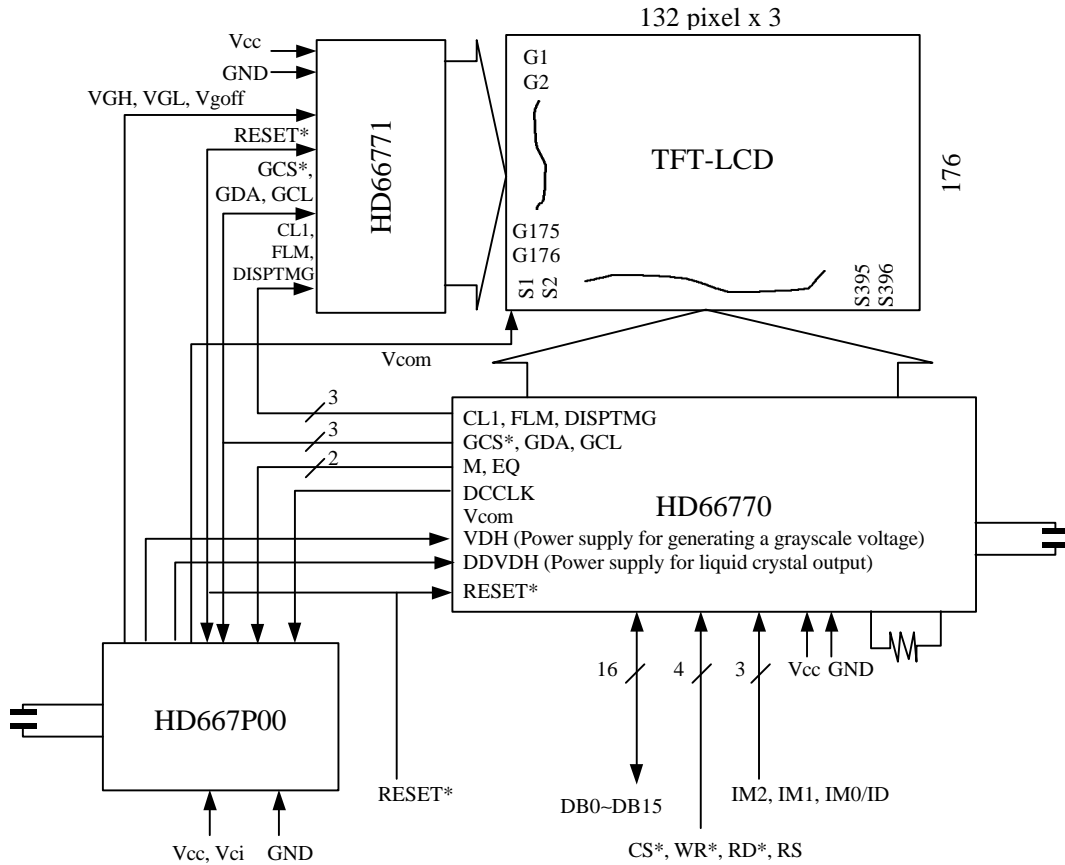 132 pixel x 3
Vcc
GND
VGH, VGL, Vgoff
RESET*
GCS*,
GDA, GCL
CL1,
FLM,
DISPTMG
HD66771
G1
G2
TFT-LCD
176
G175
G176
S1
S2
S395
S396
Vcom
3
3
2
CL1, FLM, DISPTMG
GCS*, GDA, GCL
M, EQ
DCCLK
Vcom
HD66770
VDH (Power supply for generating a grayscale voltage)
DDVDH (Power supply for liquid crystal output)
RESET*
16
4
3
Vcc GND
HD667P00
RESET*
DB0~DB15
IM2, IM1, IM0/ID
Vcc, Vci
GND
CS*, WR*, RD*, RS